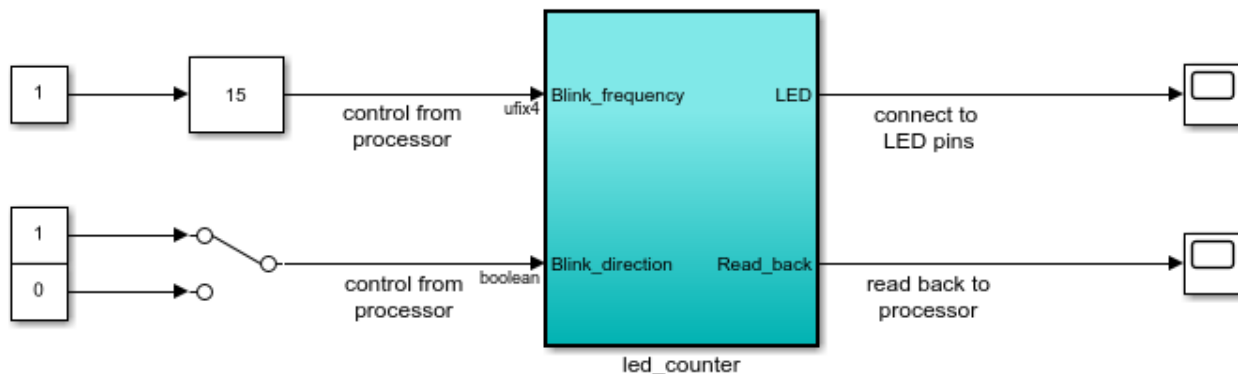 1
15
control from
processor
ufix4
Blink_frequency
LED
connect to
LED pins
1
0
control from
processor
boolean
Blink_direction
Read_back
read back to
processor
led_counter